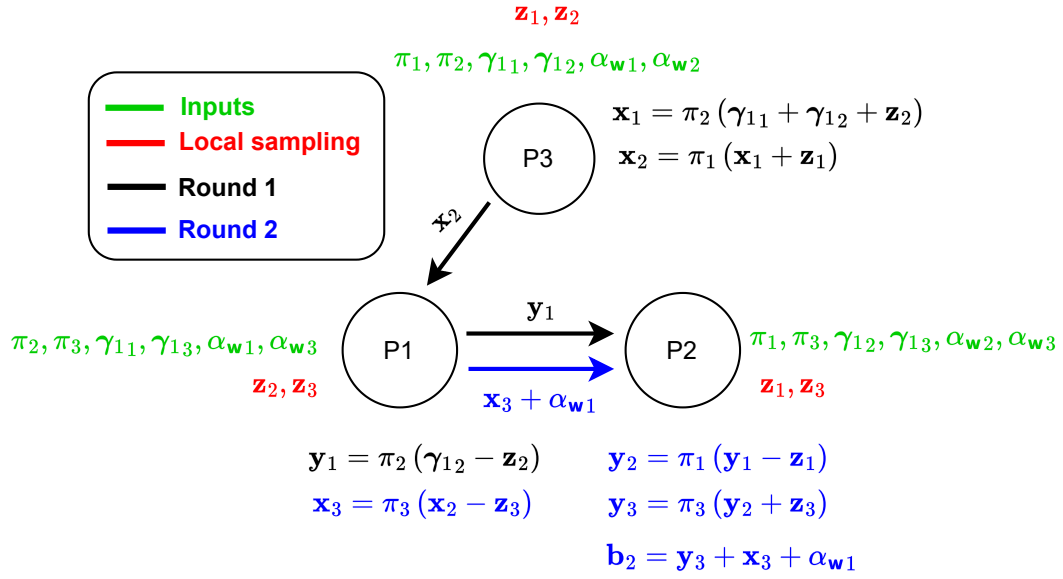 𝐳₁, 𝐳₂
π₁, π₂, 𝜸₁₁, 𝜸₁₂, α𝐰₁, α𝐰₂
Inputs
Local sampling
Round 1
Round 2
P3
𝐱₁ = π₂ (𝜸₁₁ + 𝜸₁₂ + 𝐳₂)
𝐱₂ = π₁ (𝐱₁ + 𝐳₁)
𝐱₂
π₂, π₃, 𝜸₁₁, 𝜸₁₃, α𝐰₁, α𝐰₃
𝐳₂, 𝐳₃
P1
𝐲₁
𝐱₃ + α𝐰₁
P2
π₁, π₃, 𝜸₁₂, 𝜸₁₃, α𝐰₂, α𝐰₃
𝐳₁, 𝐳₃
𝐲₁ = π₂ (𝜸₁₂ − 𝐳₂)
𝐱₃ = π₃ (𝐱₂ − 𝐳₃)
𝐲₂ = π₁ (𝐲₁ − 𝐳₁)
𝐲₃ = π₃ (𝐲₂ + 𝐳₃)
𝐛₂ = 𝐲₃ + 𝐱₃ + α𝐰₁